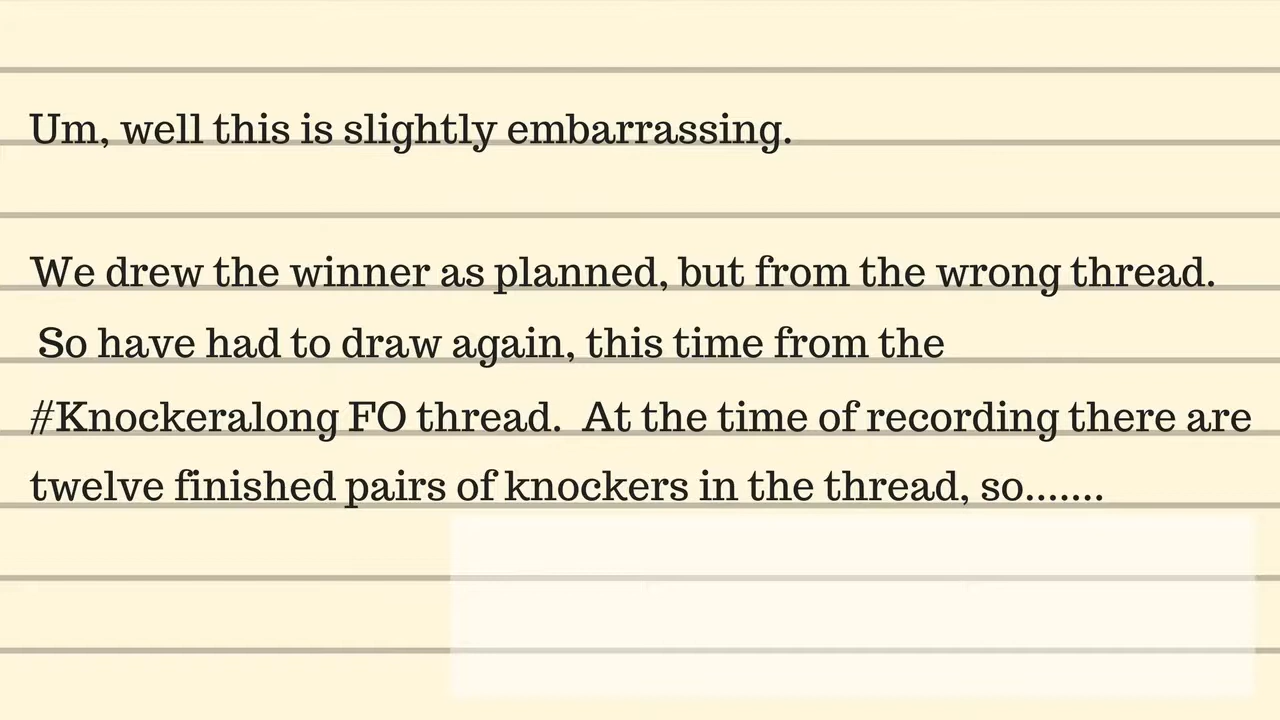 Um, well this is slightly embarrassing.
We drew the winner as planned, but from the wrong thread.
So have had to draw again, this time from the
#Knockeralong FO thread.  At the time of recording there are
twelve finished pairs of knockers in the thread, so.......